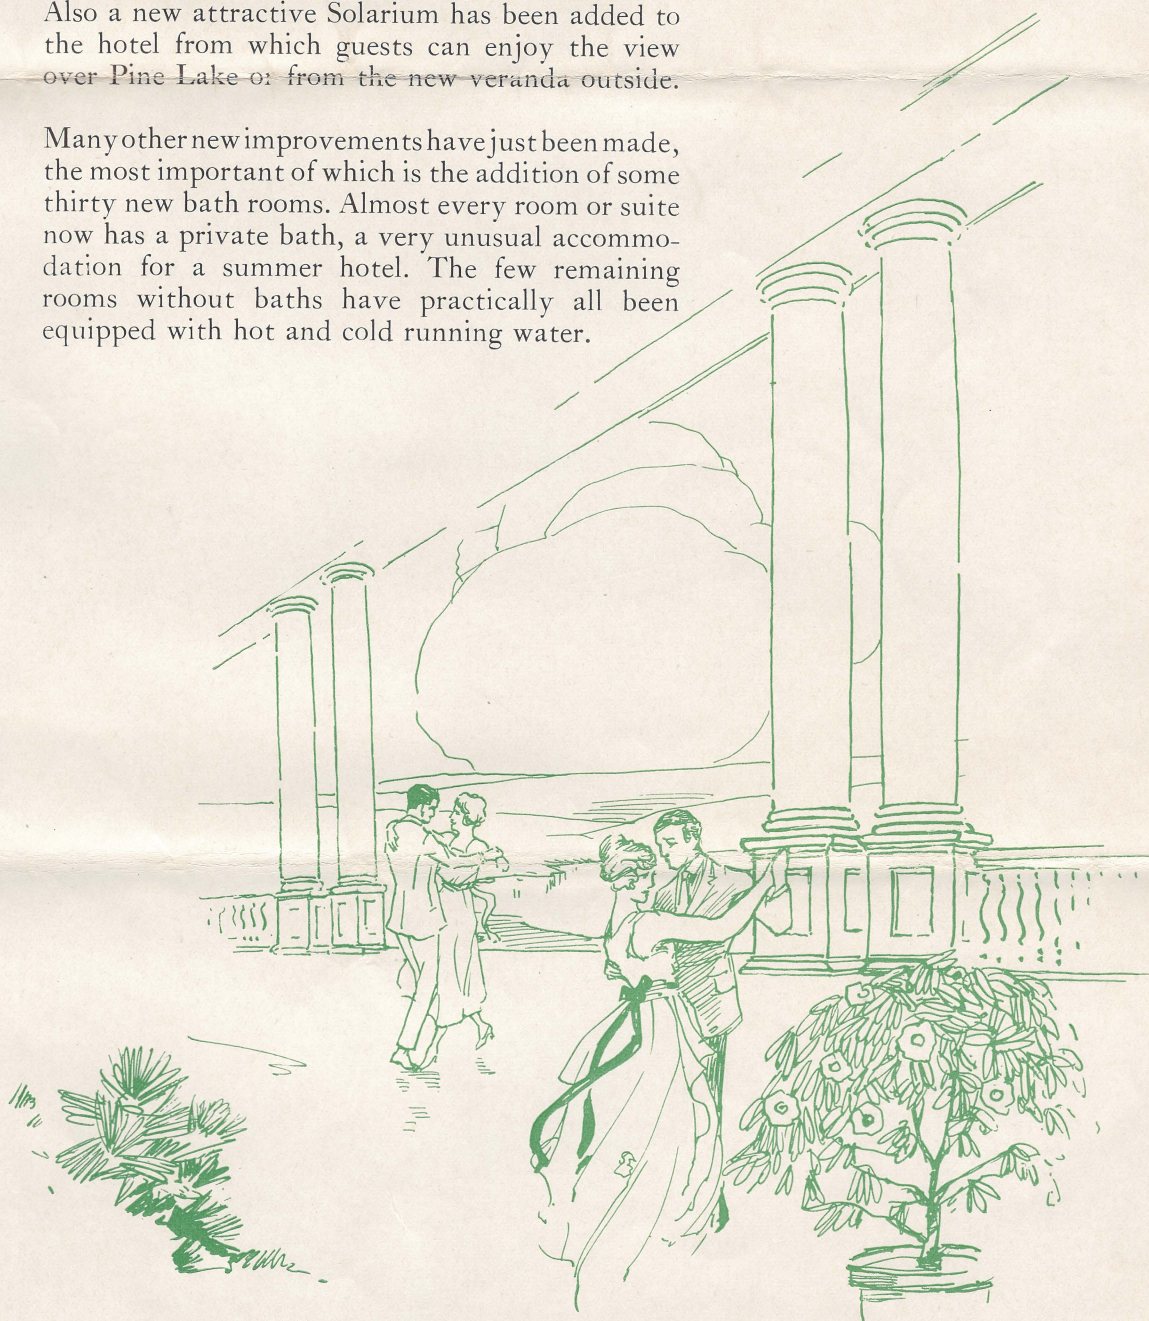 Also a new attractive Solarium has been added to
the hotel from which guests can enjoy the view
over Pine Lake or from the new veranda outside.
Many other new improvements have just been made,
the most important of which is the addition of some
thirty new bath rooms. Almost every room or suite
now has a private bath, a very unusual accommo-
dation for a summer hotel. The few remaining
rooms without baths have practically all been
equipped with hot and cold running water.